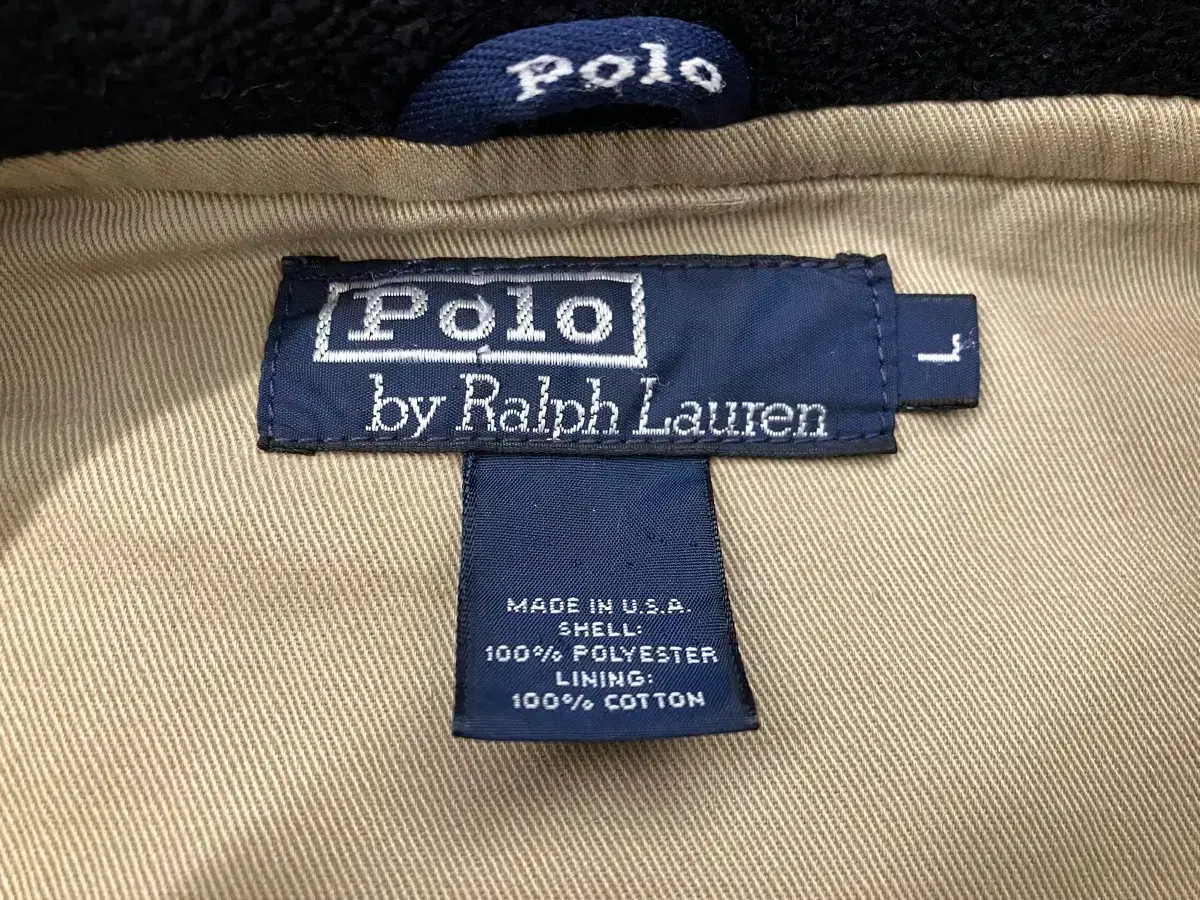 Polo
Polo
by Ralph Lauren
L
MADE IN U.S.A.
SHELL:
100% POLYESTER
LINING:
100% COTTON